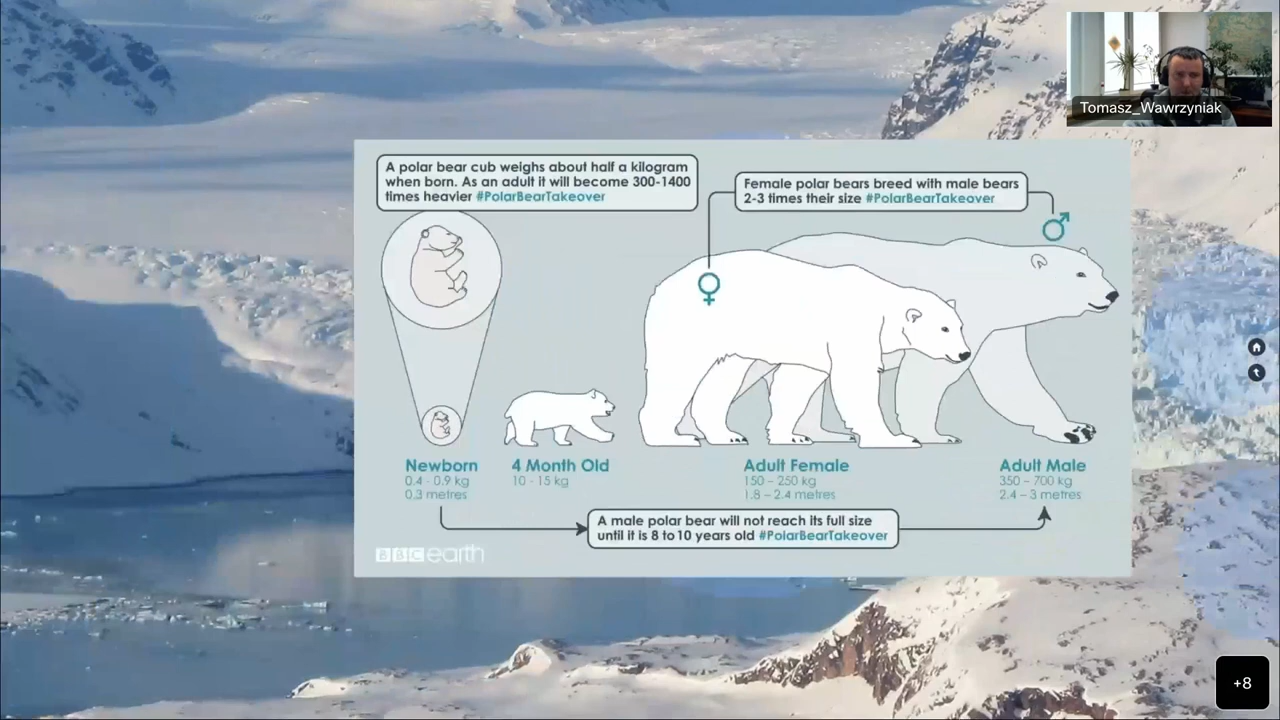 Tomasz_Wawrzyniak
A polar bear cub weighs about half a kilogram
when born. As an adult it will become 300-1400
times heavier #PolarBearTakeover
Female polar bears breed with male bears
2-3 times their size #PolarBearTakeover
Newborn
0.4 - 0.9 kg
0.3 metres
4 Month Old
10 - 15 kg
Adult Female
150 – 250 kg
1.8 – 2.4 metres
Adult Male
350 – 700 kg
2.4 – 3 metres
A male polar bear will not reach its full size
until it is 8 to 10 years old #PolarBearTakeover
BBC earth
+8